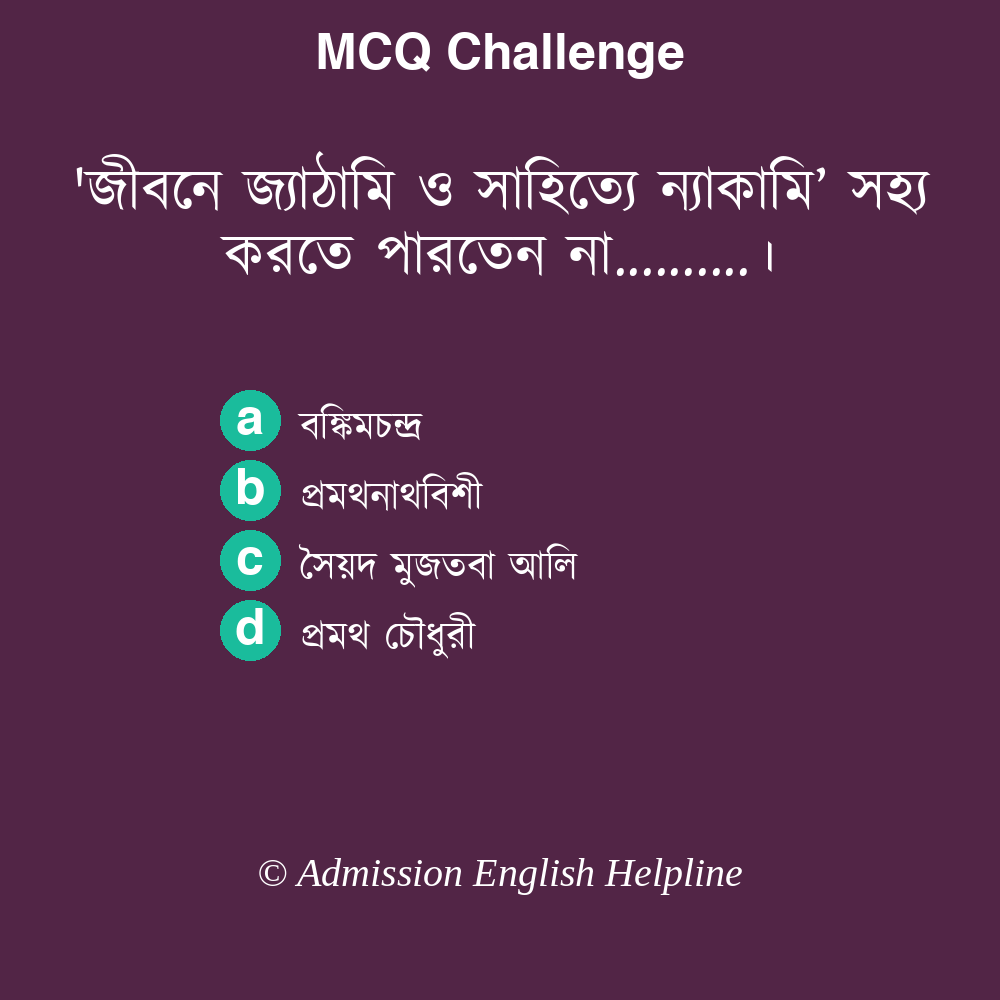 MCQ Challenge
'জীবনে জ্যাঠামি ও সাহিত্যে ন্যাকামি’ সহ্য
করতে পারতেন না..........।
a বঙ্কিমচন্দ্র
b প্রমথনাথবিশী
c সৈয়দ মুজতবা আলি
d প্রমথ চৌধুরী
© Admission English Helpline